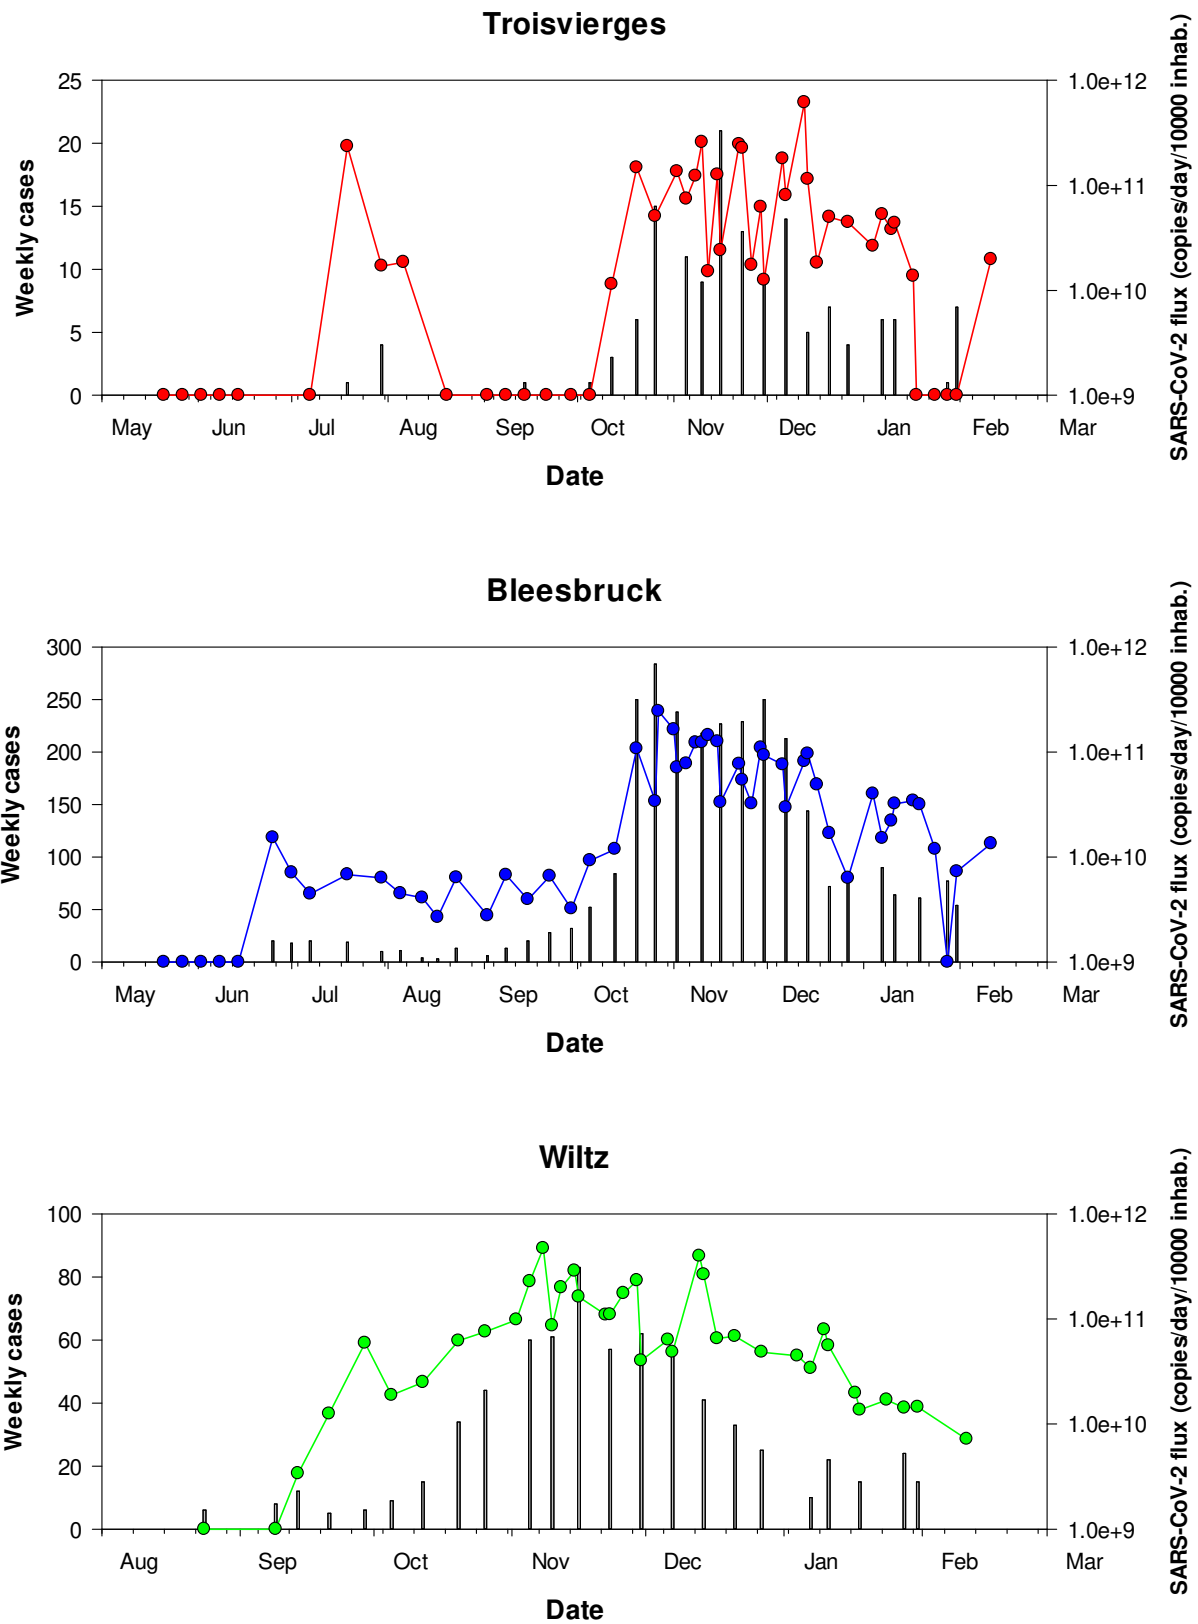 Troisvierges
Weekly cases
25
20
15
10
5
0
1.0e+12
1.0e+11
1.0e+10
1.0e+9
SARS-CoV-2 flux (copies/day/10000 inhab.)
May Jun Jul Aug Sep Oct Nov Dec Jan Feb Mar
Date
Bleesbruck
Weekly cases
300
250
200
150
100
50
0
1.0e+12
1.0e+11
1.0e+10
1.0e+9
SARS-CoV-2 flux (copies/day/10000 inhab.)
May Jun Jul Aug Sep Oct Nov Dec Jan Feb Mar
Date
Wiltz
Weekly cases
100
80
60
40
20
0
1.0e+12
1.0e+11
1.0e+10
1.0e+9
SARS-CoV-2 flux (copies/day/10000 inhab.)
Aug Sep Oct Nov Dec Jan Feb Mar
Date